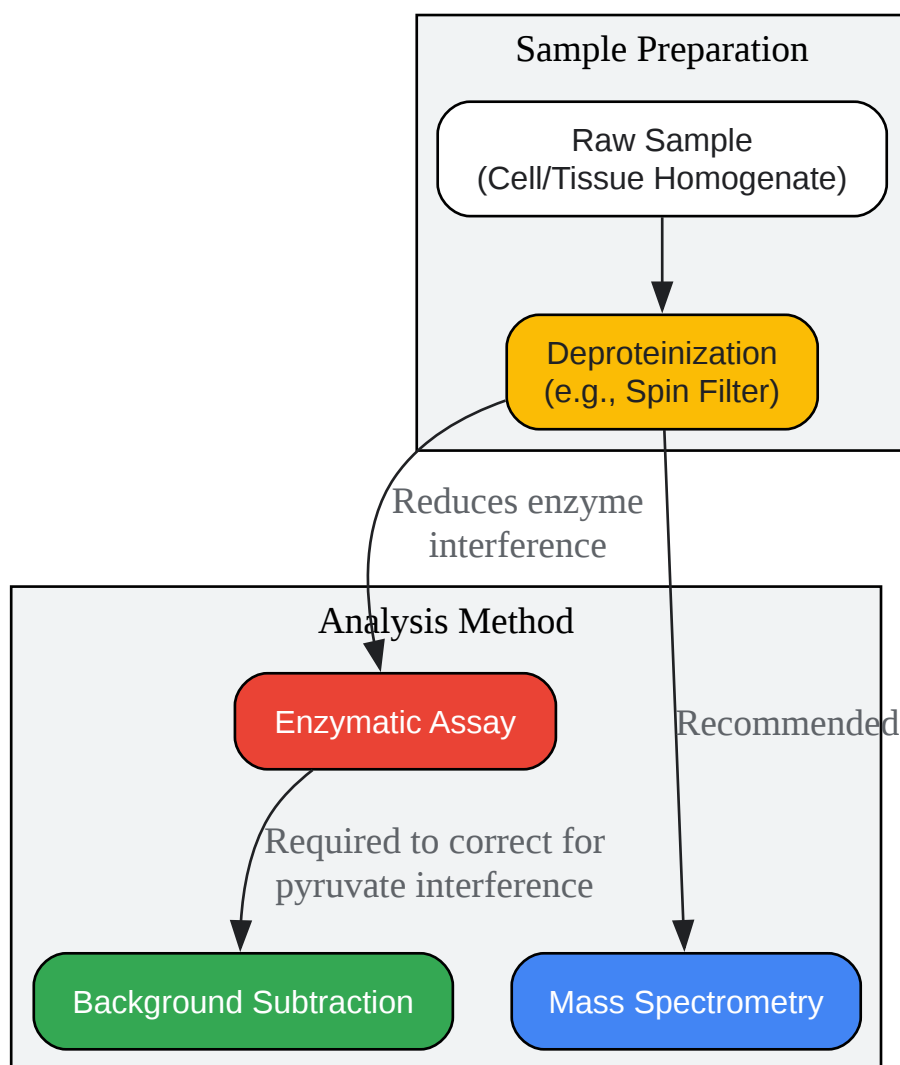 Sample Preparation
Raw Sample
(Cell/Tissue Homogenate)
Deproteinization
(e.g., Spin Filter)
Reduces enzyme
interference
Analysis Method
Enzymatic Assay
Recommended
Required to correct for
pyruvate interference
Background Subtraction
Mass Spectrometry